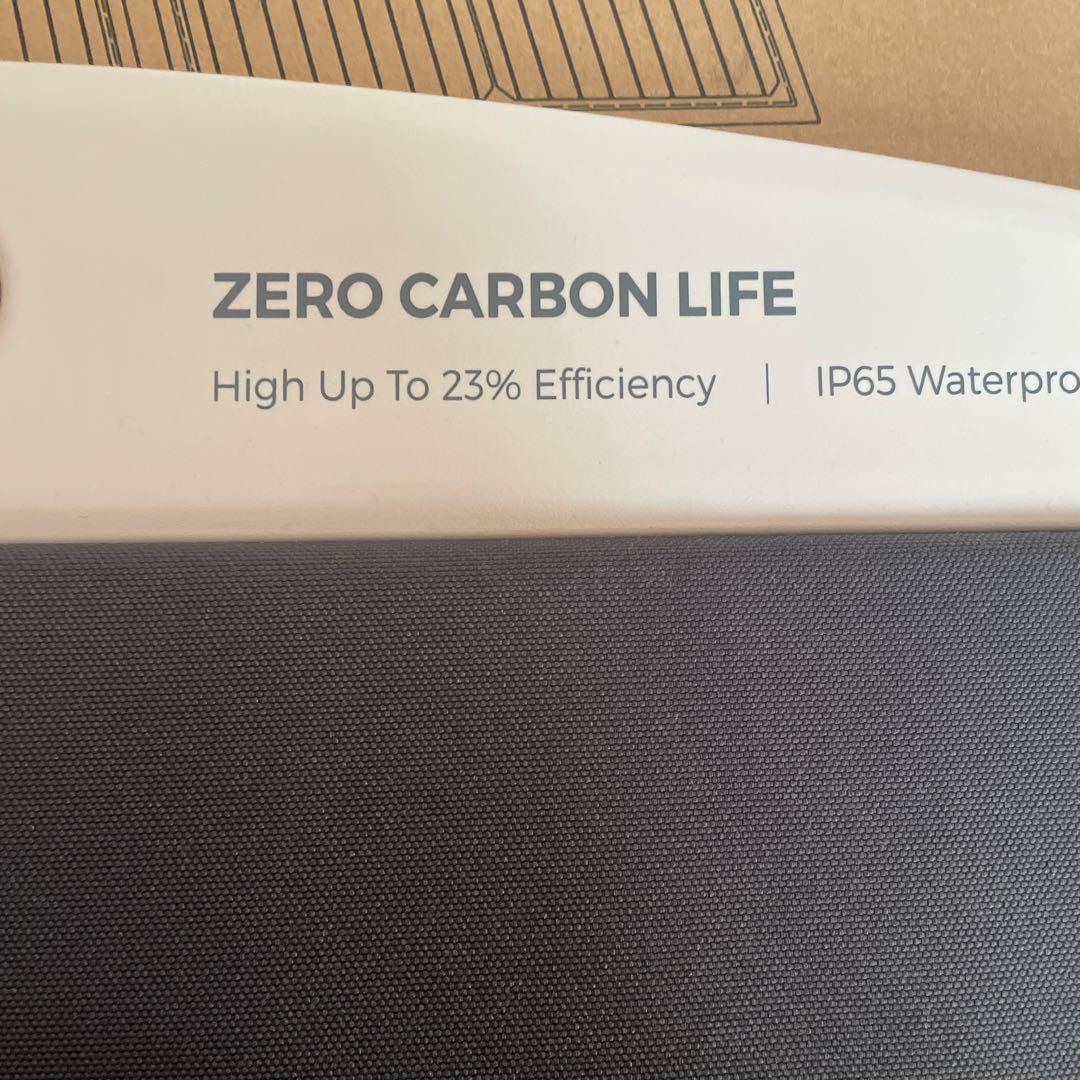 ZERO CARBON LIFE
High Up To 23% Efficiency | IP65 Waterpro